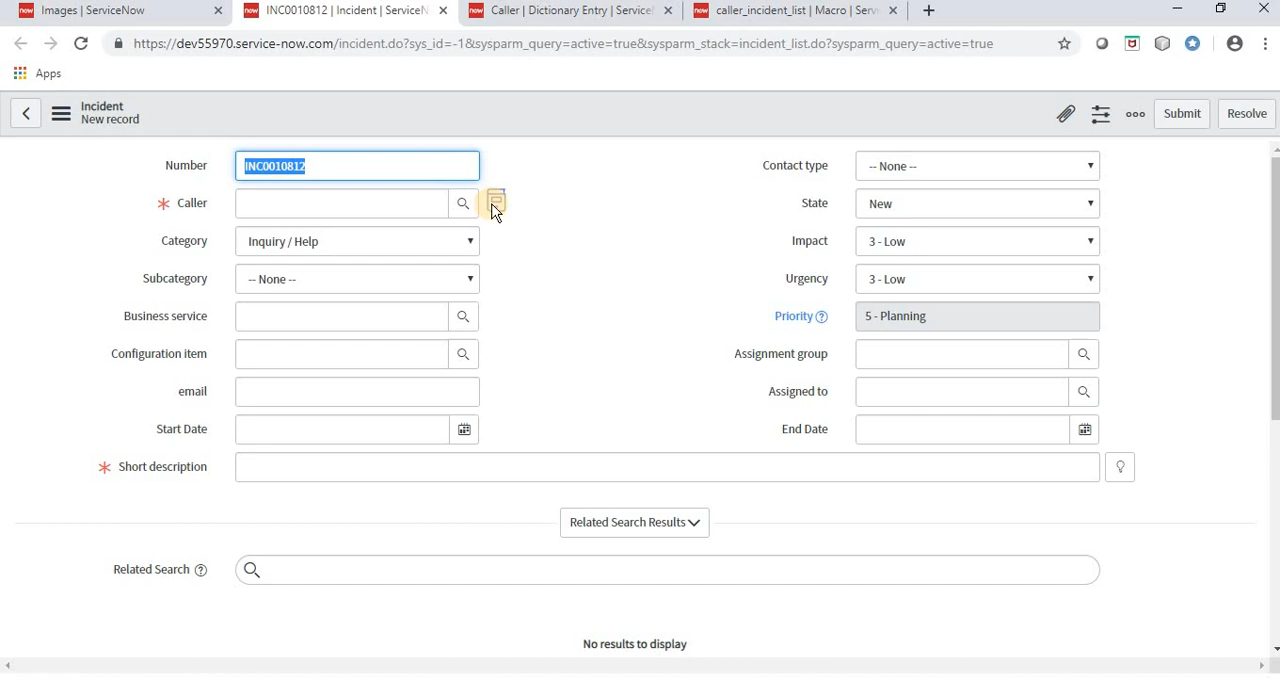 now Images | ServiceNow
now INC0010812 | Incident | ServiceN
now Caller | Dictionary Entry | Service
now caller_incident_list | Macro | Serv
https://dev55970.service-now.com/incident.do?sys_id=-1&sysparm_query=active=true&sysparm_stack=incident_list.do?sysparm_query=active=true
Apps
Incident
New record
Submit
Resolve
Number INC0010812
Contact type -- None --
* Caller
State New
Category Inquiry / Help
Impact 3 - Low
Subcategory -- None --
Urgency 3 - Low
Business service
Priority ? 5 - Planning
Configuration item
Assignment group
email
Assigned to
Start Date
End Date
* Short description
Related Search Results
Related Search ?
No results to display